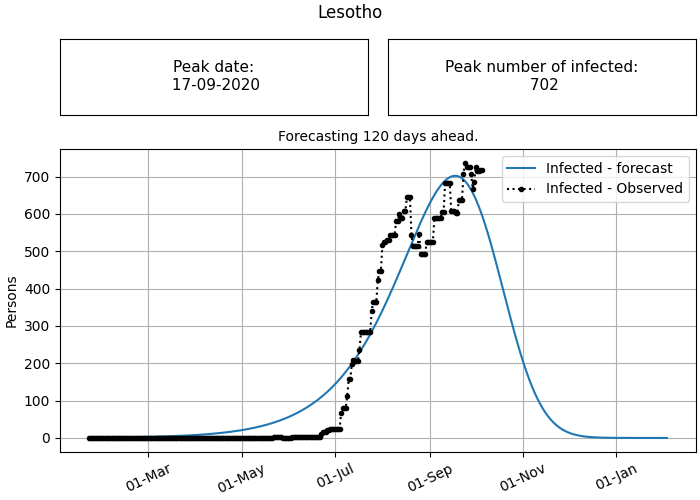 Lesotho
Peak date:
17-09-2020
Peak number of infected:
702
Forecasting 120 days ahead.
Infected - forecast
Infected - Observed
Persons
700
600
500
400
300
200
100
0
01-Mar
01-May
01-Jul
01-Sep
01-Nov
01-Jan